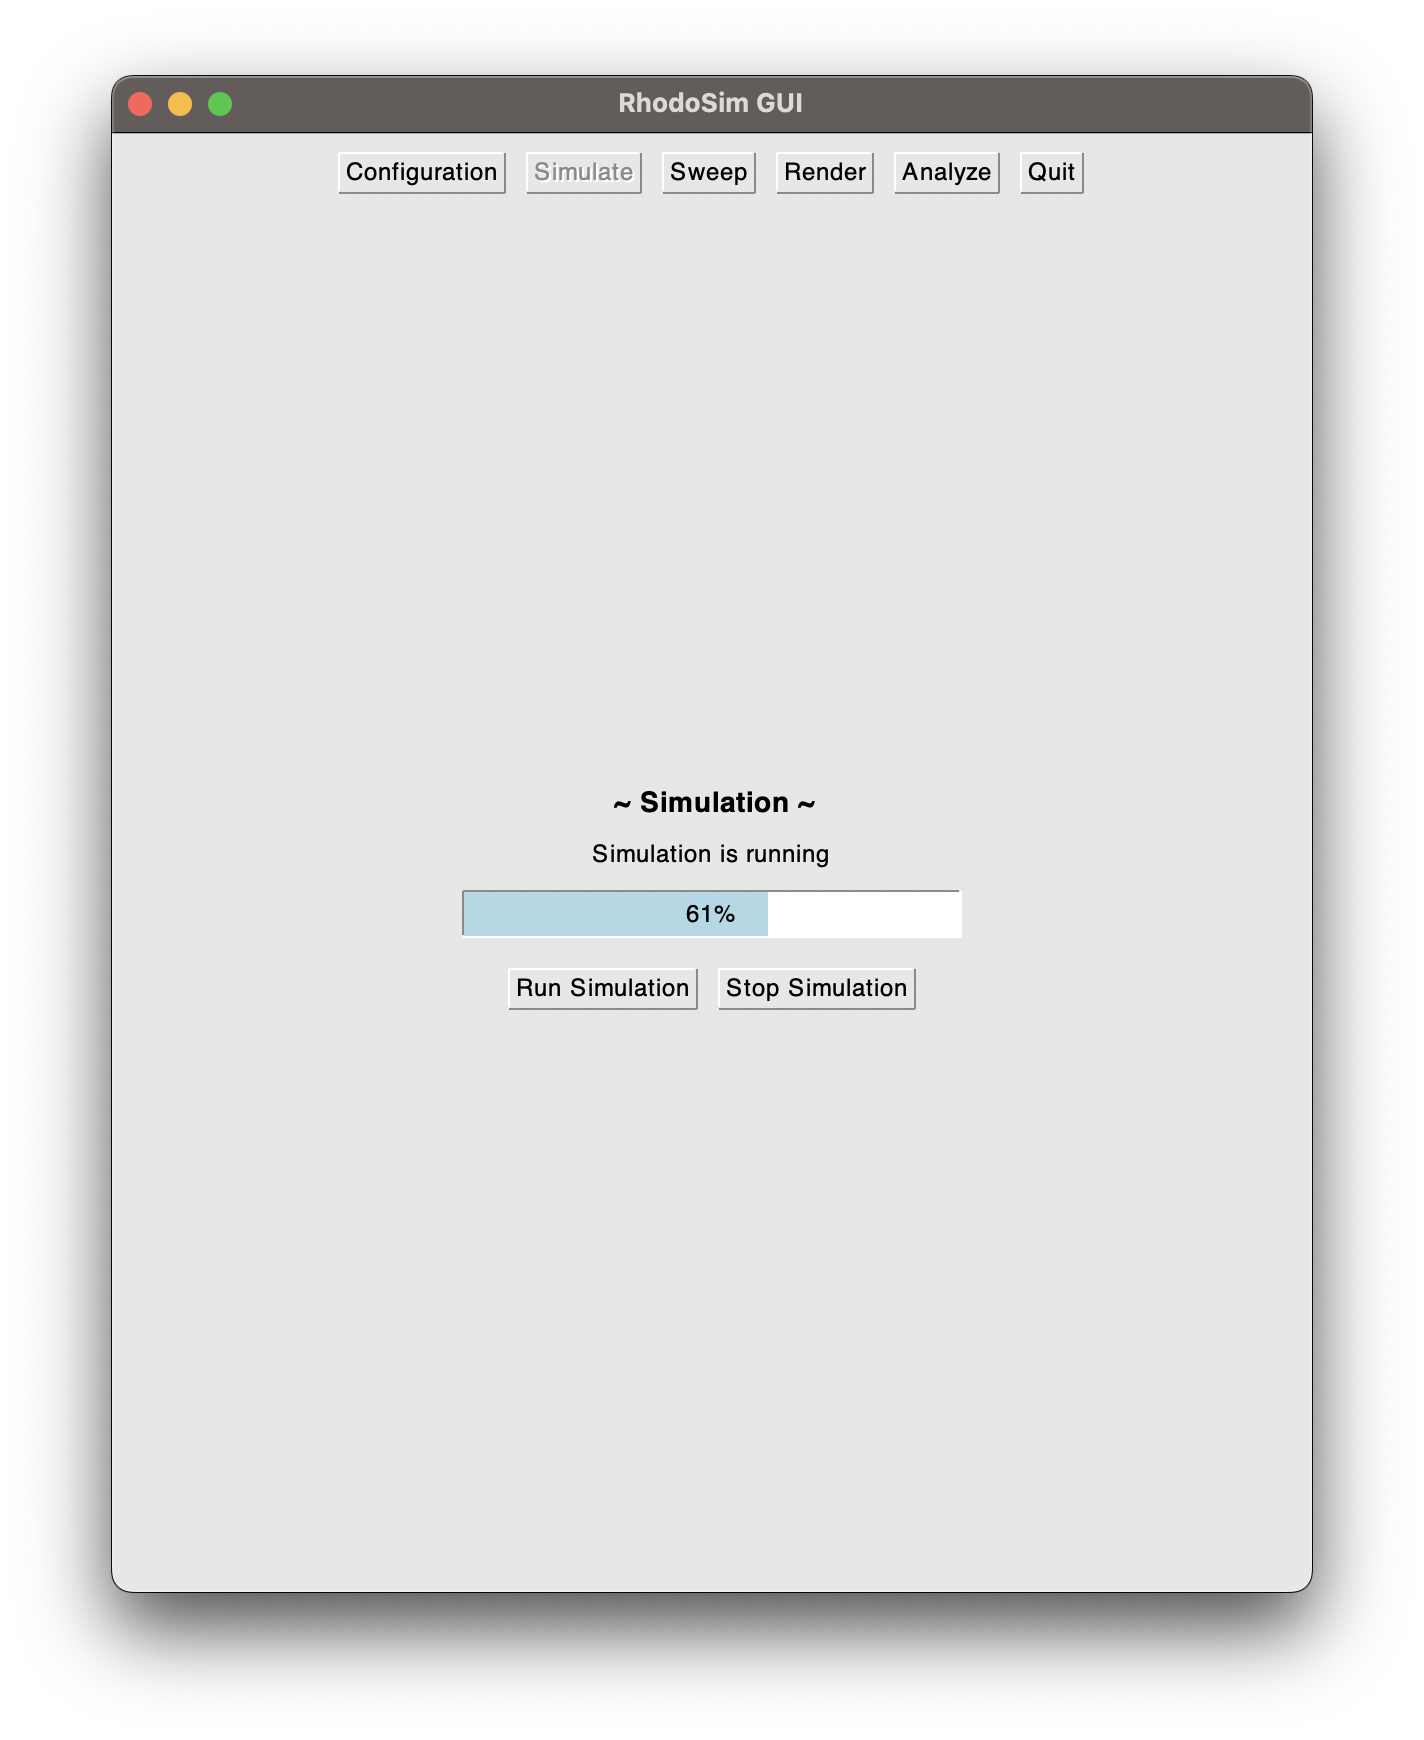 RhodoSim GUI
Configuration Simulate Sweep Render Analyze Quit
~ Simulation ~
Simulation is running
61%
Run Simulation Stop Simulation